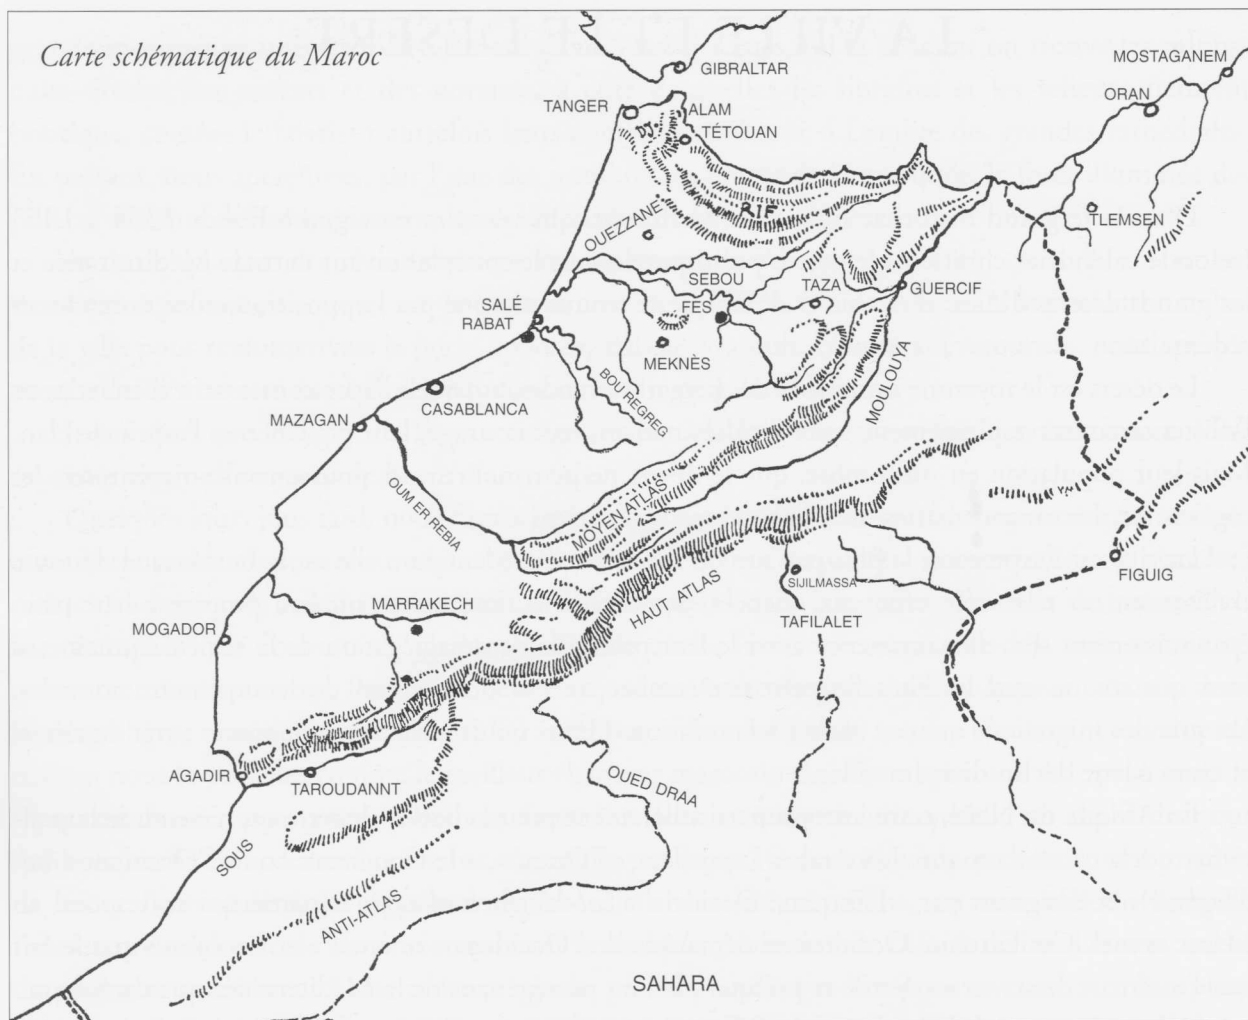 Carte schématique du Maroc
GIBRALTAR
MOSTAGANEM
ORAN
TANGER
ALAM
DJ.
TÉTOUAN
RIF
TLEMSEN
OUEZZANE
SEBOU
TAZA
GUERCIF
FÈS
SALÉ
RABAT
MEKNÈS
BOU REGREG
MOULOUYA
CASABLANCA
MAZAGAN
OUM ER REBIA
MOYEN ATLAS
HAUT ATLAS
SIJILMASSA
TAFILALET
FIGUIG
MARRAKECH
MOGADOR
AGADIR
TAROUDANNT
OUED DRAA
SOUS
ANTI-ATLAS
SAHARA